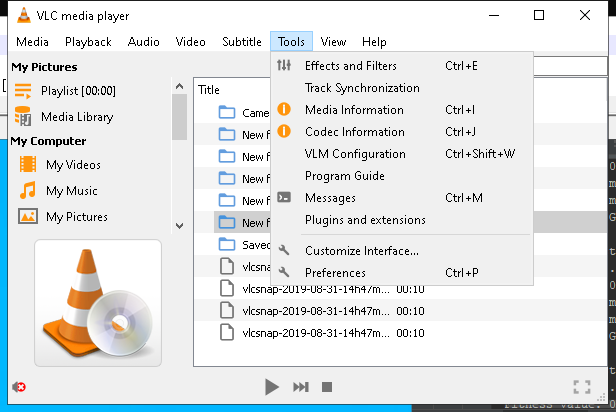 VLC media player
Media Playback Audio Video Subtitle Tools View Help
My Pictures
Playlist [00:00]
Media Library
My Computer
My Videos
My Music
My Pictures
Title
Came
New f
New f
New f
New f
New f
Saved
vlcsnap-2019-08-31-14h47m...
vlcsnap-2019-08-31-14h47m... 00:10
vlcsnap-2019-08-31-14h47m... 00:10
vlcsnap-2019-08-31-14h47m... 00:10
Effects and Filters Ctrl+E
Track Synchronization
Media Information Ctrl+I
Codec Information Ctrl+J
VLM Configuration Ctrl+Shift+W
Program Guide
Messages Ctrl+M
Plugins and extensions
Customize Interface...
Preferences Ctrl+P